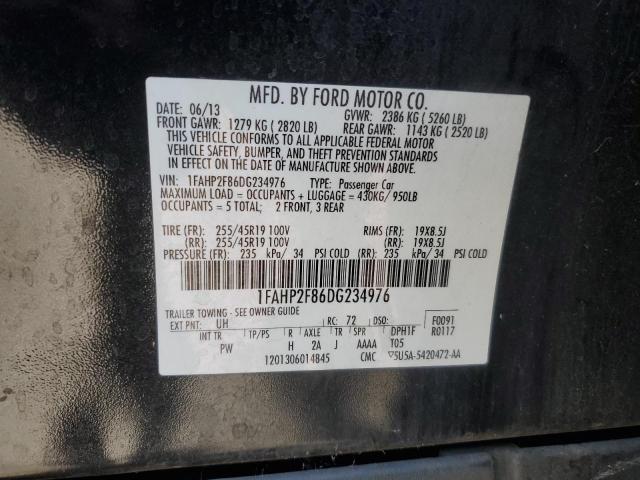 MFD. BY FORD MOTOR CO.
DATE: 06/13 GVWR: 2386 KG ( 5260 LB)
FRONT GAWR: 1279 KG ( 2820 LB) REAR GAWR: 1143 KG ( 2520 LB)
THIS VEHICLE CONFORMS TO ALL APPLICABLE FEDERAL MOTOR
VEHICLE SAFETY, BUMPER, AND THEFT PREVENTION STANDARDS
IN EFFECT ON THE DATE OF MANUFACTURE SHOWN ABOVE.
VIN: 1FAHP2F86DG234976 TYPE: Passenger Car
MAXIMUM LOAD = OCCUPANTS + LUGGAGE = 430KG/ 950LB
OCCUPANTS = 5 TOTAL; 2 FRONT, 3 REAR
TIRE (FR): 255/45R19 100V RIMS (FR): 19X8.5J
(RR): 255/45R19 100V (RR): 19X8.5J
PRESSURE (FR): 235 kPa/ 34 PSI COLD (RR): 235 kPa/ 34 PSI COLD
1FAHP2F86DG234976
TRAILER TOWING - SEE OWNER GUIDE
F0091
EXT PNT: UH RC: 72 DSO: R0117
INT TR TP/PS R AXLE TR SPR DPH1F
PW H 2A J AAAA T05
1201306014845 CMC ▽5U5A-5420472-AA